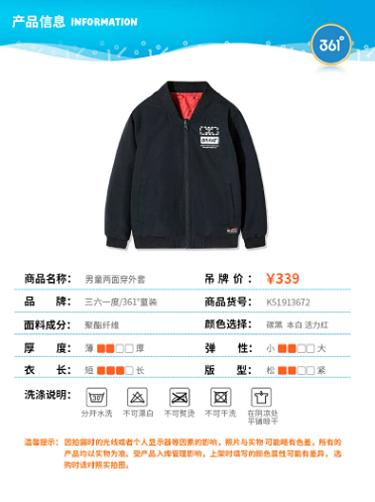 产品信息 INFORMATION
361°
商品名称： 男童两面穿外套 吊牌价： ¥339
品牌： 三六一度/361°童装 商品货号： K51913672
面料成分： 聚酯纤维 颜色选择： 碳黑 本白 活力红
厚度： 薄 厚 弹性： 小 大
衣长： 短 长 版型： 松 紧
洗涤说明： 30 分开水洗 不可漂白 不可熨烫 不可干洗 在阴凉处平铺晾干
温馨提示： 因拍摄时的光线或者个人显示器等因素的影响，照片与实物 可能略有色差，所有的
产品均以实物为准。受产品入库管理影响，上架时填写的颜色属性可能有差异， 选
购时请对照实拍图。